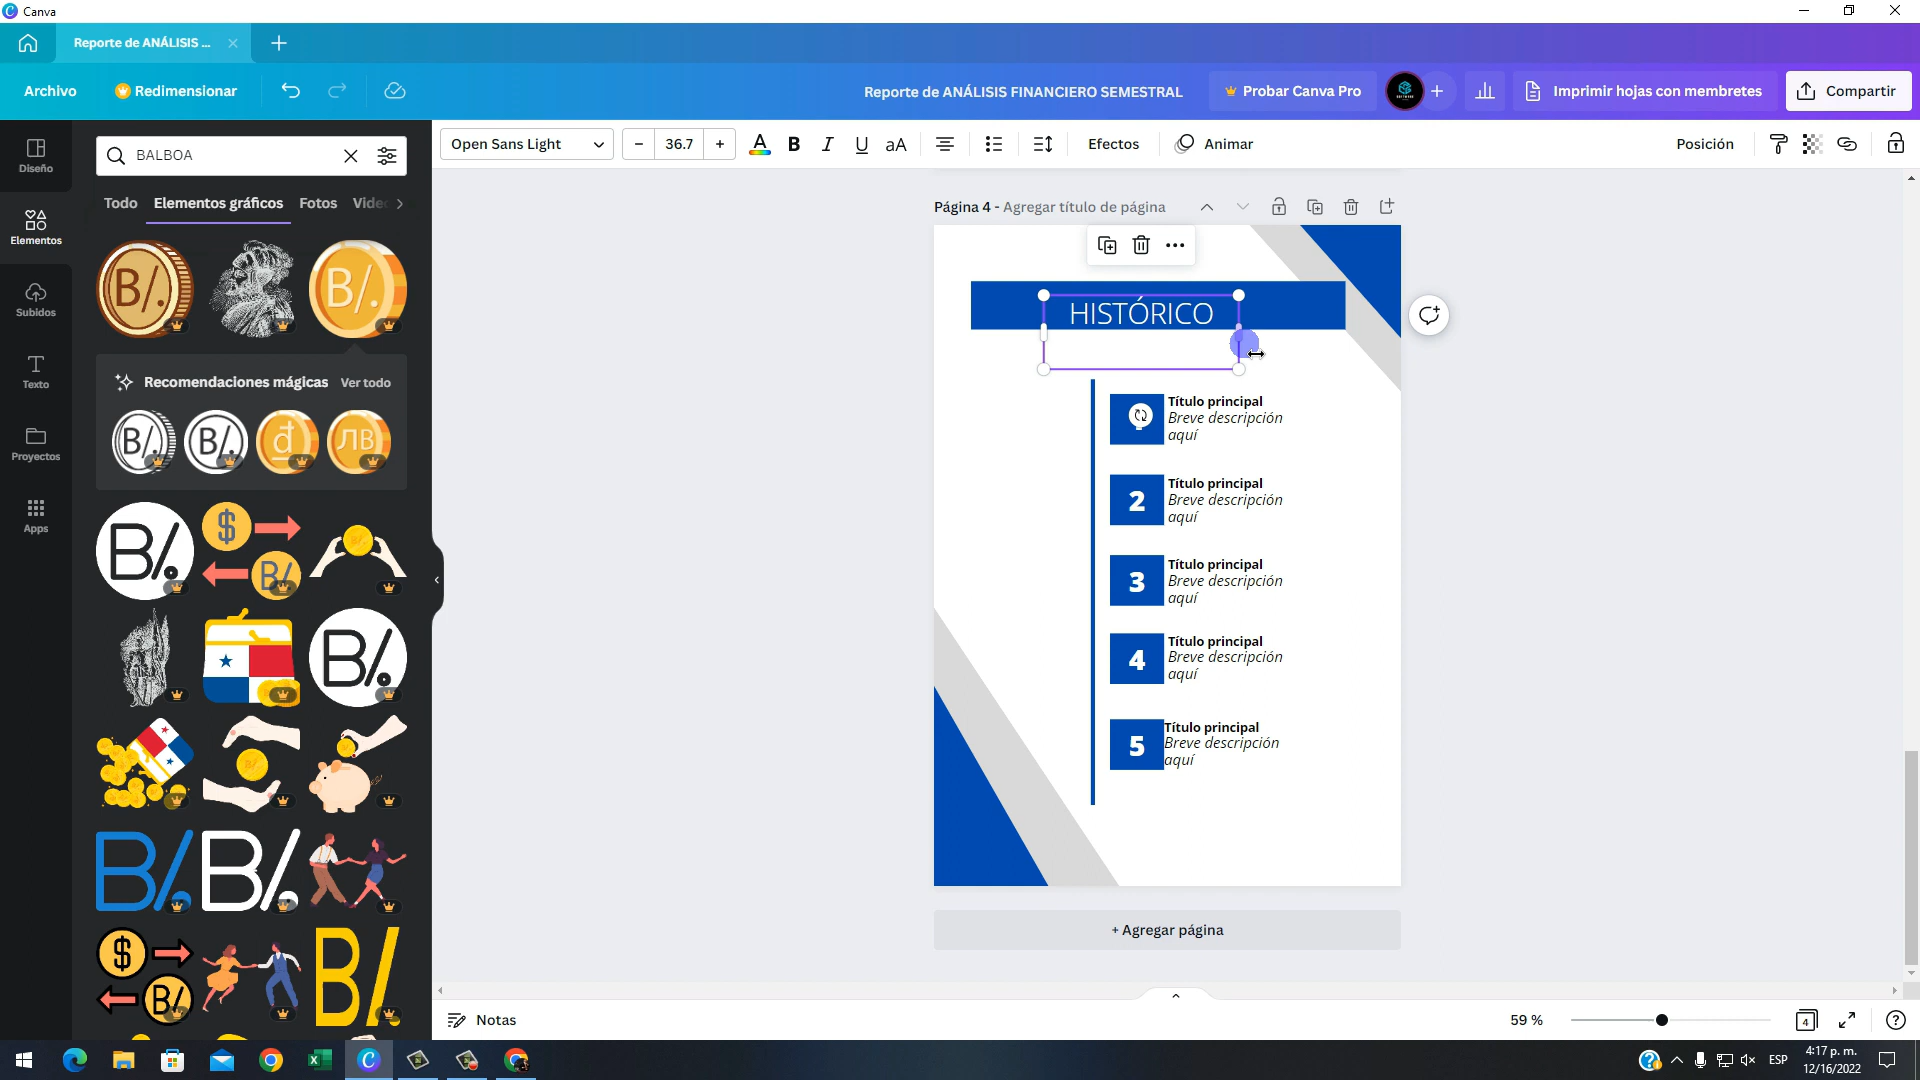 Canva
Reporte de ANÁLISIS ...
Archivo
Redimensionar
Reporte de ANÁLISIS FINANCIERO SEMESTRAL
Probar Canva Pro
Imprimir hojas con membretes
Compartir
Diseño
Elementos
Subidos
Texto
Proyectos
Apps
BALBOA
Todo
Elementos gráficos
Fotos
Vide
B/.
B/.
Recomendaciones mágicas
Ver todo
B/.
B/.
đ
ЛВ
B/.
$
B/
B/.
B/.
B/.
$
B/
B/.
Open Sans Light
36.7
A
B
I
U
aA
Efectos
Animar
Posición
Página 4 - Agregar título de página
HISTÓRICO
Título principal
Breve descripción
aquí
2
Título principal
Breve descripción
aquí
3
Título principal
Breve descripción
aquí
4
Título principal
Breve descripción
aquí
5
Título principal
Breve descripción
aquí
+ Agregar página
Notas
59 %
4
ESP
4:17 p. m.
12/16/2022